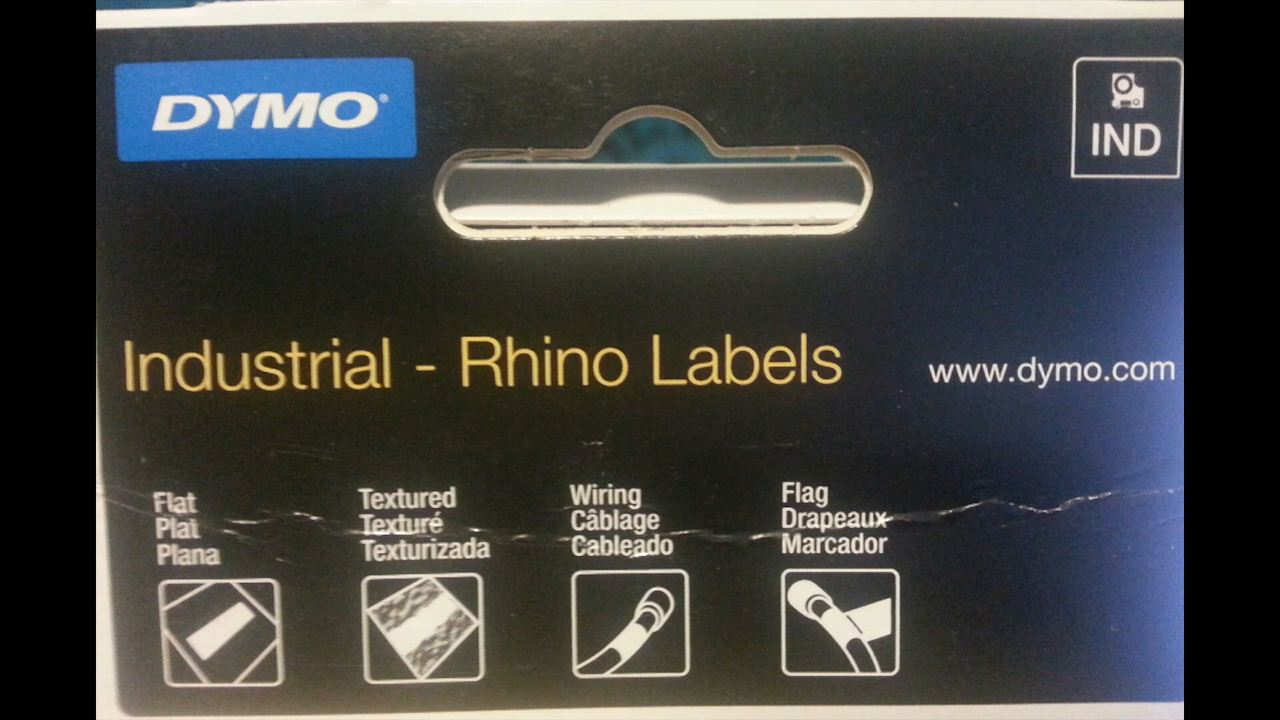 DYMO®
IND
Industrial - Rhino Labels
www.dymo.com
Flat
Plat
Plana
Textured
Texturé
Texturizada
Wiring
Câblage
Cableado
Flag
Drapeaux
Marcador